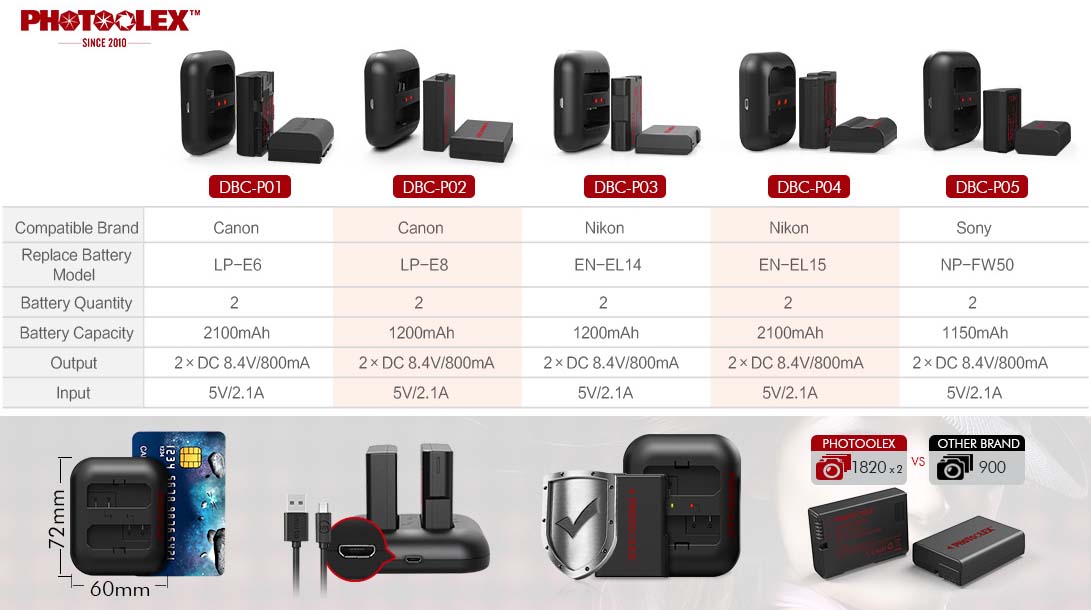 PHOTOOLEX™
SINCE 2010
DBC-P01 DBC-P02 DBC-P03 DBC-P04 DBC-P05
Compatible Brand Canon Canon Nikon Nikon Sony
Replace Battery Model LP-E6 LP-E8 EN-EL14 EN-EL15 NP-FW50
Battery Quantity 2 2 2 2 2
Battery Capacity 2100mAh 1200mAh 1200mAh 2100mAh 1150mAh
Output 2×DC 8.4V/800mA 2×DC 8.4V/800mA 2×DC 8.4V/800mA 2×DC 8.4V/800mA 2×DC 8.4V/800mA
Input 5V/2.1A 5V/2.1A 5V/2.1A 5V/2.1A 5V/2.1A
72mm
60mm
PHOTOOLEX VS OTHER BRAND
1820 x 2 900
PHOTOOLEX